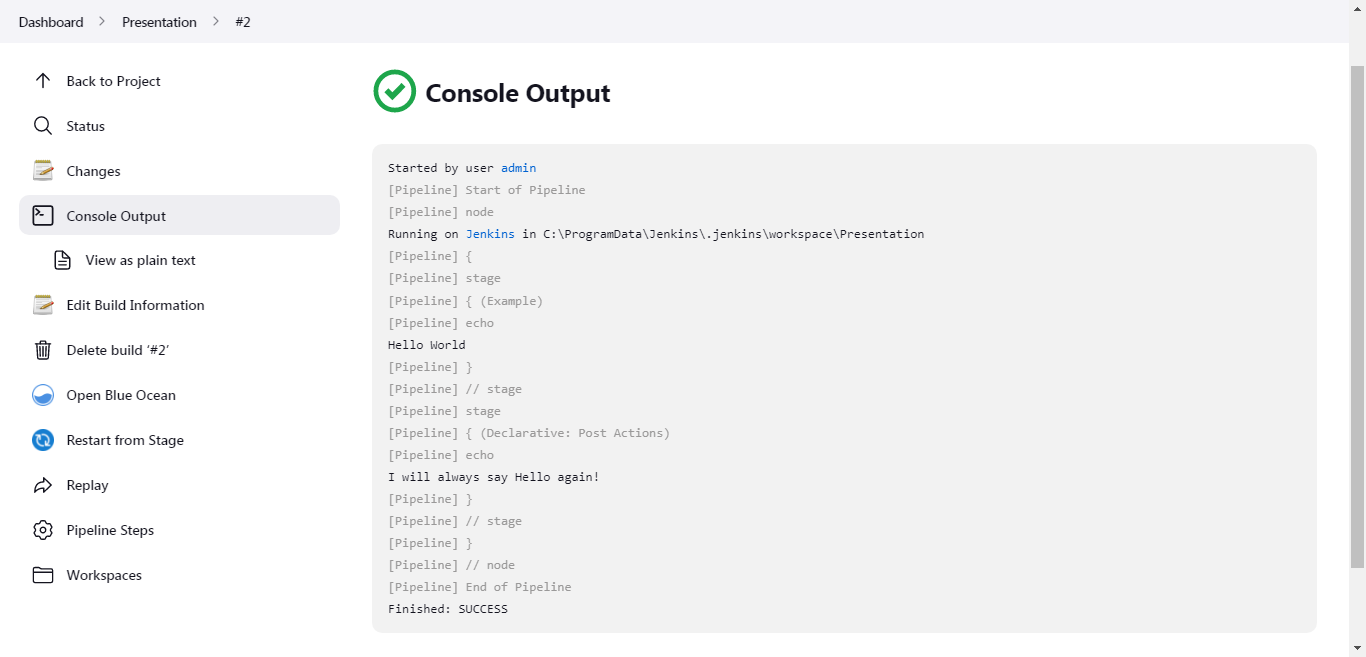 Dashboard > Presentation > #2
Back to Project
Status
Changes
Console Output
View as plain text
Edit Build Information
Delete build ‘#2’
Open Blue Ocean
Restart from Stage
Replay
Pipeline Steps
Workspaces
Console Output
Started by user admin
[Pipeline] Start of Pipeline
[Pipeline] node
Running on Jenkins in C:\ProgramData\Jenkins\.jenkins\workspace\Presentation
[Pipeline] {
[Pipeline] stage
[Pipeline] { (Example)
[Pipeline] echo
Hello World
[Pipeline] }
[Pipeline] // stage
[Pipeline] stage
[Pipeline] { (Declarative: Post Actions)
[Pipeline] echo
I will always say Hello again!
[Pipeline] }
[Pipeline] // stage
[Pipeline] }
[Pipeline] // node
[Pipeline] End of Pipeline
Finished: SUCCESS